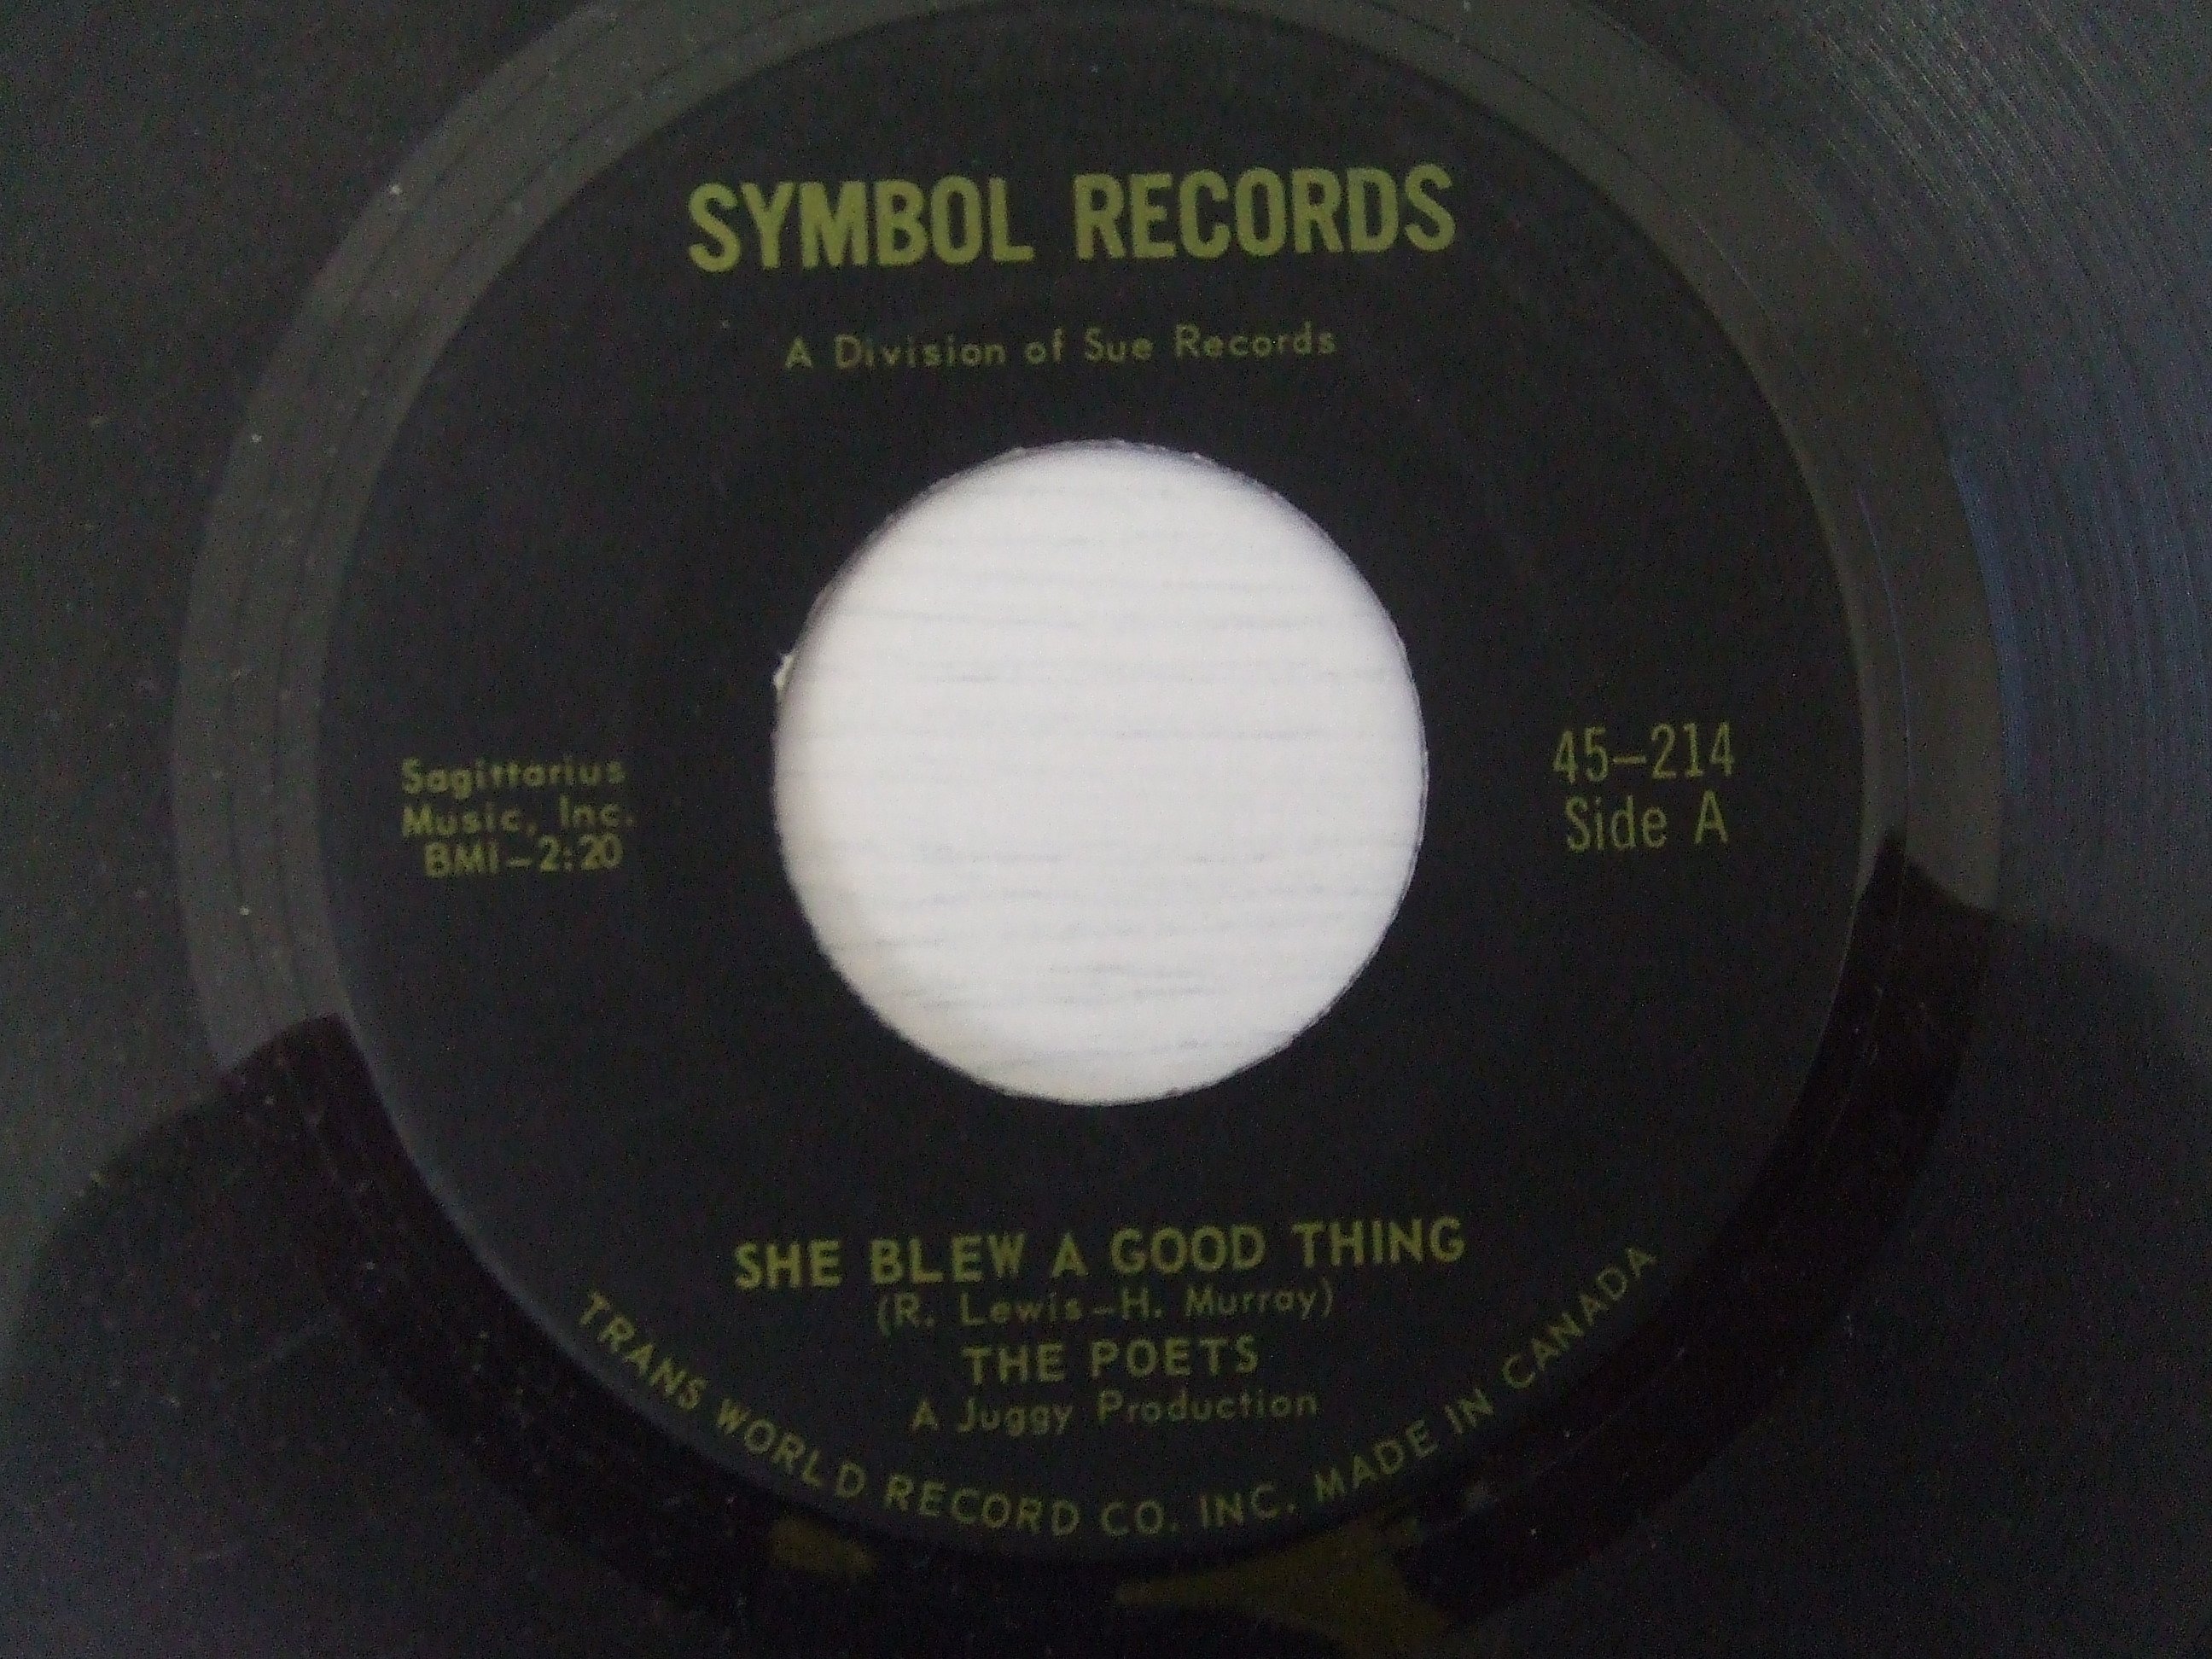 SYMBOL RECORDS
A Division of Sue Records
Sagittarius
Music, Inc.
BMI-2:20
45-214
Side A
SHE BLEW A GOOD THING
(R. Lewis-H. Murray)
THE POETS
A Juggy Production
TRANS WORLD RECORD CO. INC. MADE IN CANADA